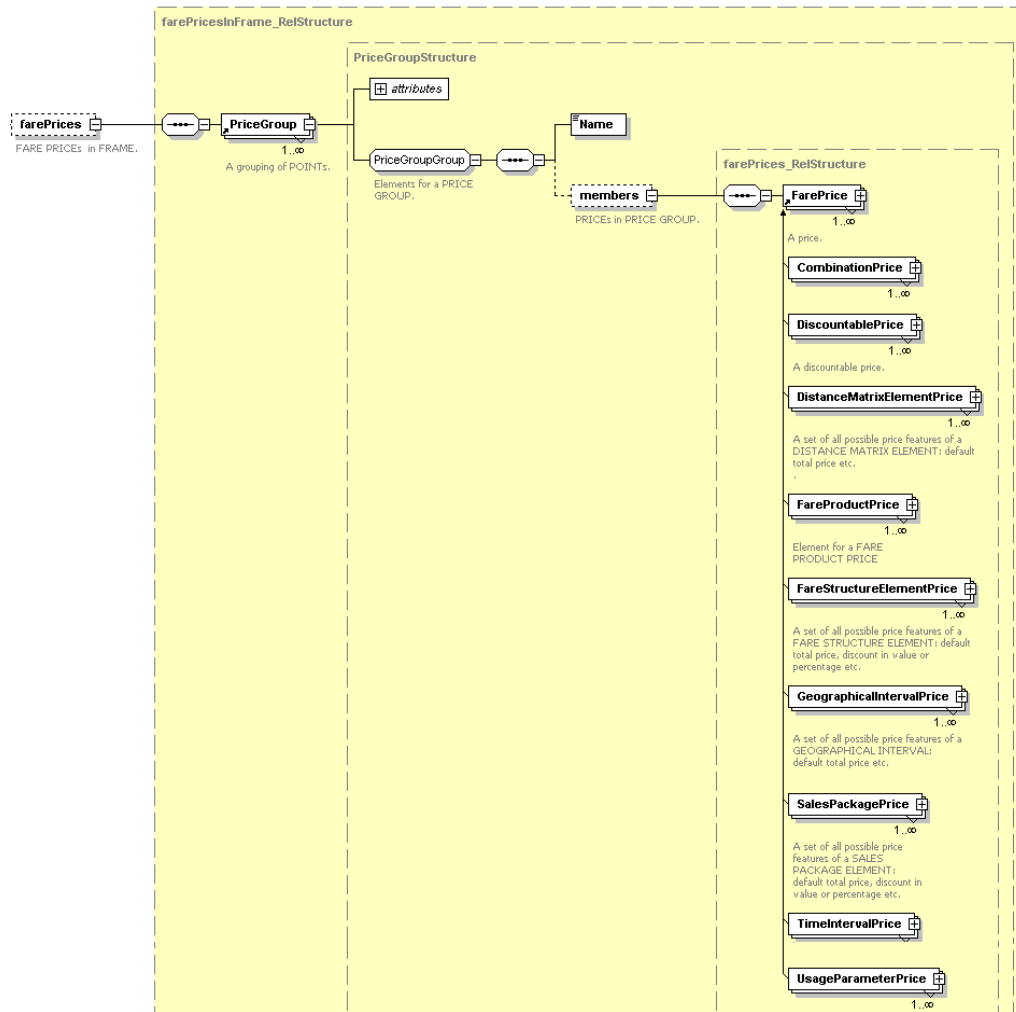 farePricesInFrame_RelStructure
PriceGroupStructure
attributes
farePrices
FARE PRICEs in FRAME.
PriceGroup
1..∞
A grouping of POINTs.
PriceGroupGroup
Elements for a PRICE
GROUP.
Name
members
PRICEs in PRICE GROUP.
farePrices_RelStructure
FarePrice
1..∞
A price.
CombinationPrice
1..∞
DiscountablePrice
1..∞
A discountable price.
DistanceMatrixElementPrice
1..∞
A set of all possible price features of a
DISTANCE MATRIX ELEMENT: default
total price etc.
.
FareProductPrice
1..∞
Element for a FARE
PRODUCT PRICE
FareStructureElementPrice
1..∞
A set of all possible price features of a
FARE STRUCTURE ELEMENT: default
total price, discount in value or
percentage etc.
GeographicalIntervalPrice
1..∞
A set of all possible price features of a
GEOGRAPHICAL INTERVAL:
default total price etc.
SalesPackagePrice
1..∞
A set of all possible price
features of a SALES
PACKAGE ELEMENT:
default total price, discount in
value or percentage etc.
TimeIntervalPrice
UsageParameterPrice
1..∞